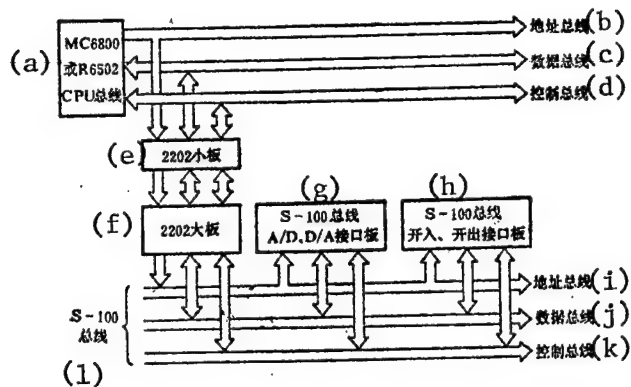 地址总线(b)
(a) MC6800
或R6502
CPU总线
数据总线(c)
控制总线(d)
(e) 2202小板
(f) 2202大板
(g)
S-100总线
A/D、D/A接口板
(h)
S-100总线
开入、开出接口板
地址总线(i)
S-100
总线
数据总线(j)
控制总线(k)
(l)